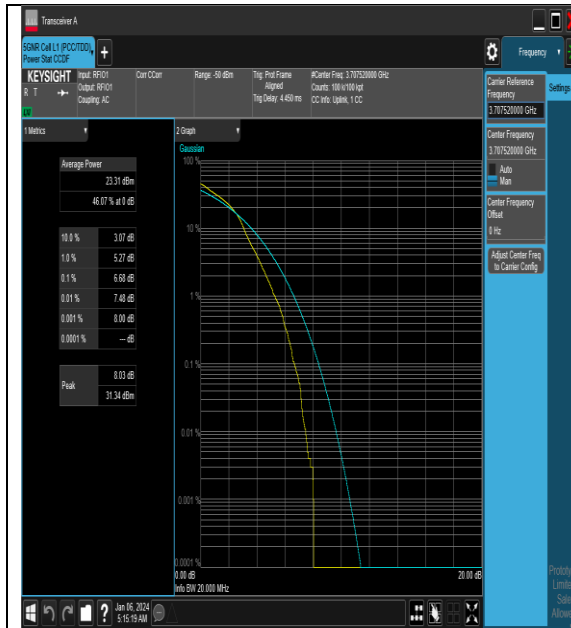 Transceiver A
5GNR Cell L1 (PCC/TDD),
Power Stat CCDF
Frequency
KEYSIGHT
R T
Input: RFIO1
Output: RFIO1
Coupling: AC
Corr CCorr
Range: -50 dBm
Trig: Prot Frame
Aligned
Trig Delay: 4.450 ms
#Center Freq: 3.707520000 GHz
Counts: 100 k/100 kpt
CC Info: Uplink, 1 CC
Carrier Reference
Frequency
3.707520000 GHz
Settings
Center Frequency
3.707520000 GHz
Auto
Man
Center Frequency
Offset
0 Hz
Adjust Center Freq
to Carrier Config
1 Metrics
Average Power
23.31 dBm
46.07 % at 0 dB
10.0 % 3.07 dB
1.0 % 5.27 dB
0.1 % 6.68 dB
0.01 % 7.48 dB
0.001 % 8.00 dB
0.0001 % --- dB
Peak
8.03 dB
31.34 dBm
2 Graph
Gaussian
100 %
10 %
1 %
0.1 %
0.01 %
0.001 %
0.0001 %
0.00 dB
20.00 dB
Info BW 20.000 MHz
Jan 06, 2024
5:15:19 AM
?
Prototy
Limite
Sale
Allowe